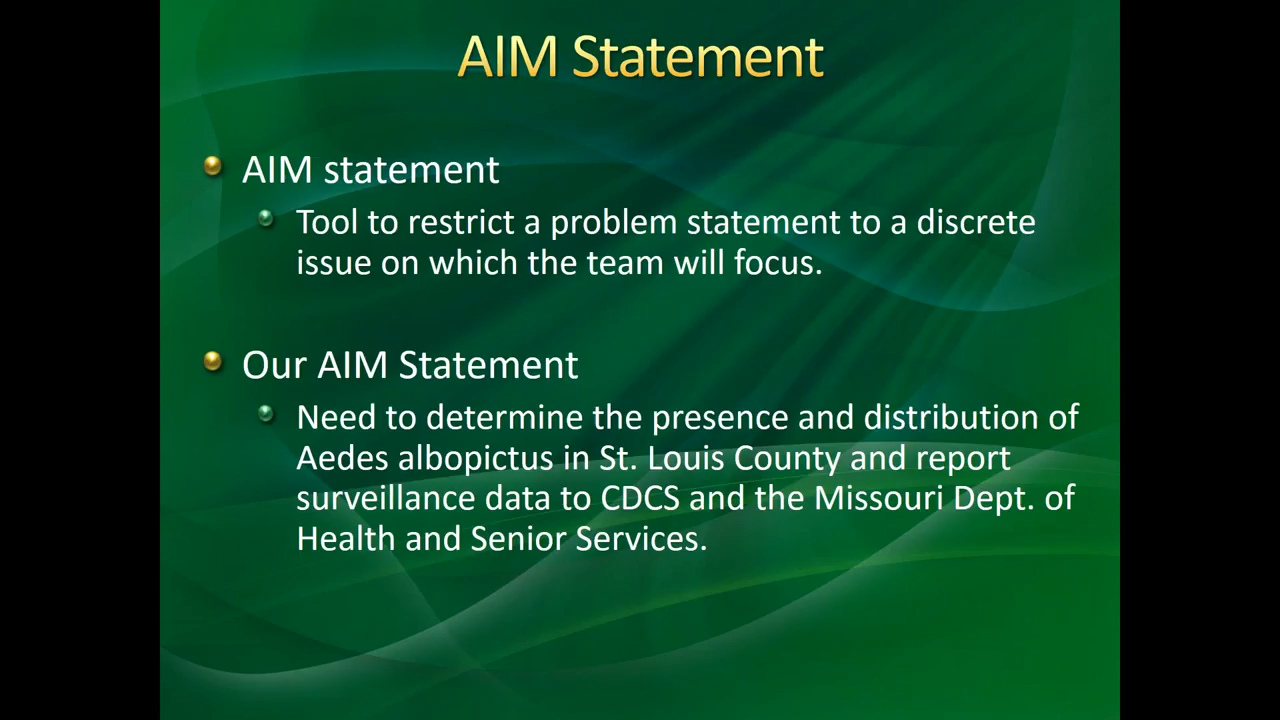 AIM Statement
AIM statement
Tool to restrict a problem statement to a discrete
issue on which the team will focus.
Our AIM Statement
Need to determine the presence and distribution of
Aedes albopictus in St. Louis County and report
surveillance data to CDCS and the Missouri Dept. of
Health and Senior Services.